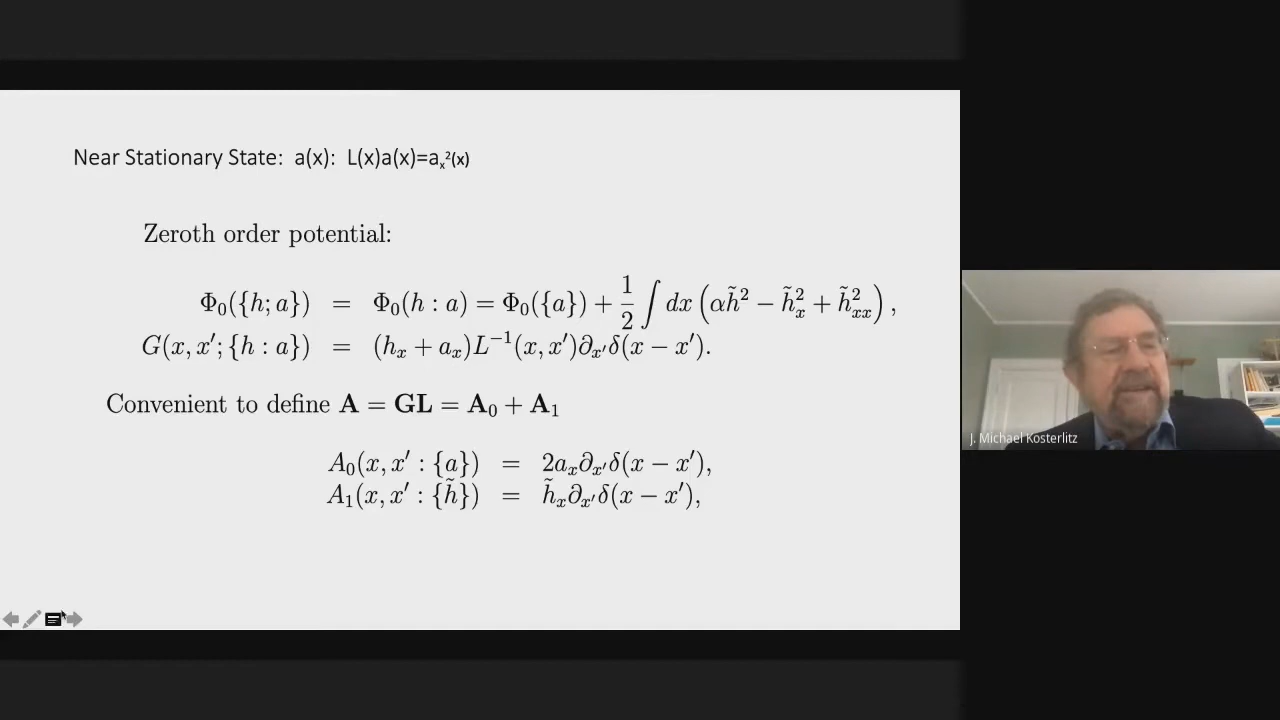 Near Stationary State:  a(x):  L(x)a(x)=aₓ²(x)
Zeroth order potential:
Φ₀({h; a}) = Φ₀(h : a) = Φ₀({a}) + 1/2 ∫ dx (αh̃² − h̃ₓ² + h̃ₓₓ²),
G(x, x′; {h : a}) = (hₓ + aₓ)L⁻¹(x, x′)∂ₓ′δ(x − x′).
Convenient to define A = GL = A₀ + A₁
A₀(x, x′ : {a}) = 2aₓ∂ₓ′δ(x − x′),
A₁(x, x′ : {h̃}) = h̃ₓ∂ₓ′δ(x − x′),
J. Michael Kosterlitz